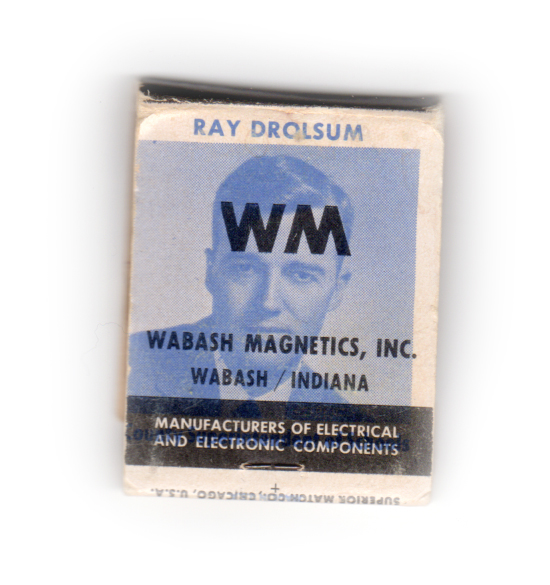 RAY DROLSUM
WM
WABASH MAGNETICS, INC.
WABASH / INDIANA
MANUFACTURERS OF ELECTRICAL
AND ELECTRONIC COMPONENTS
SUPERIOR MATCH CO., CHICAGO, U.S.A.